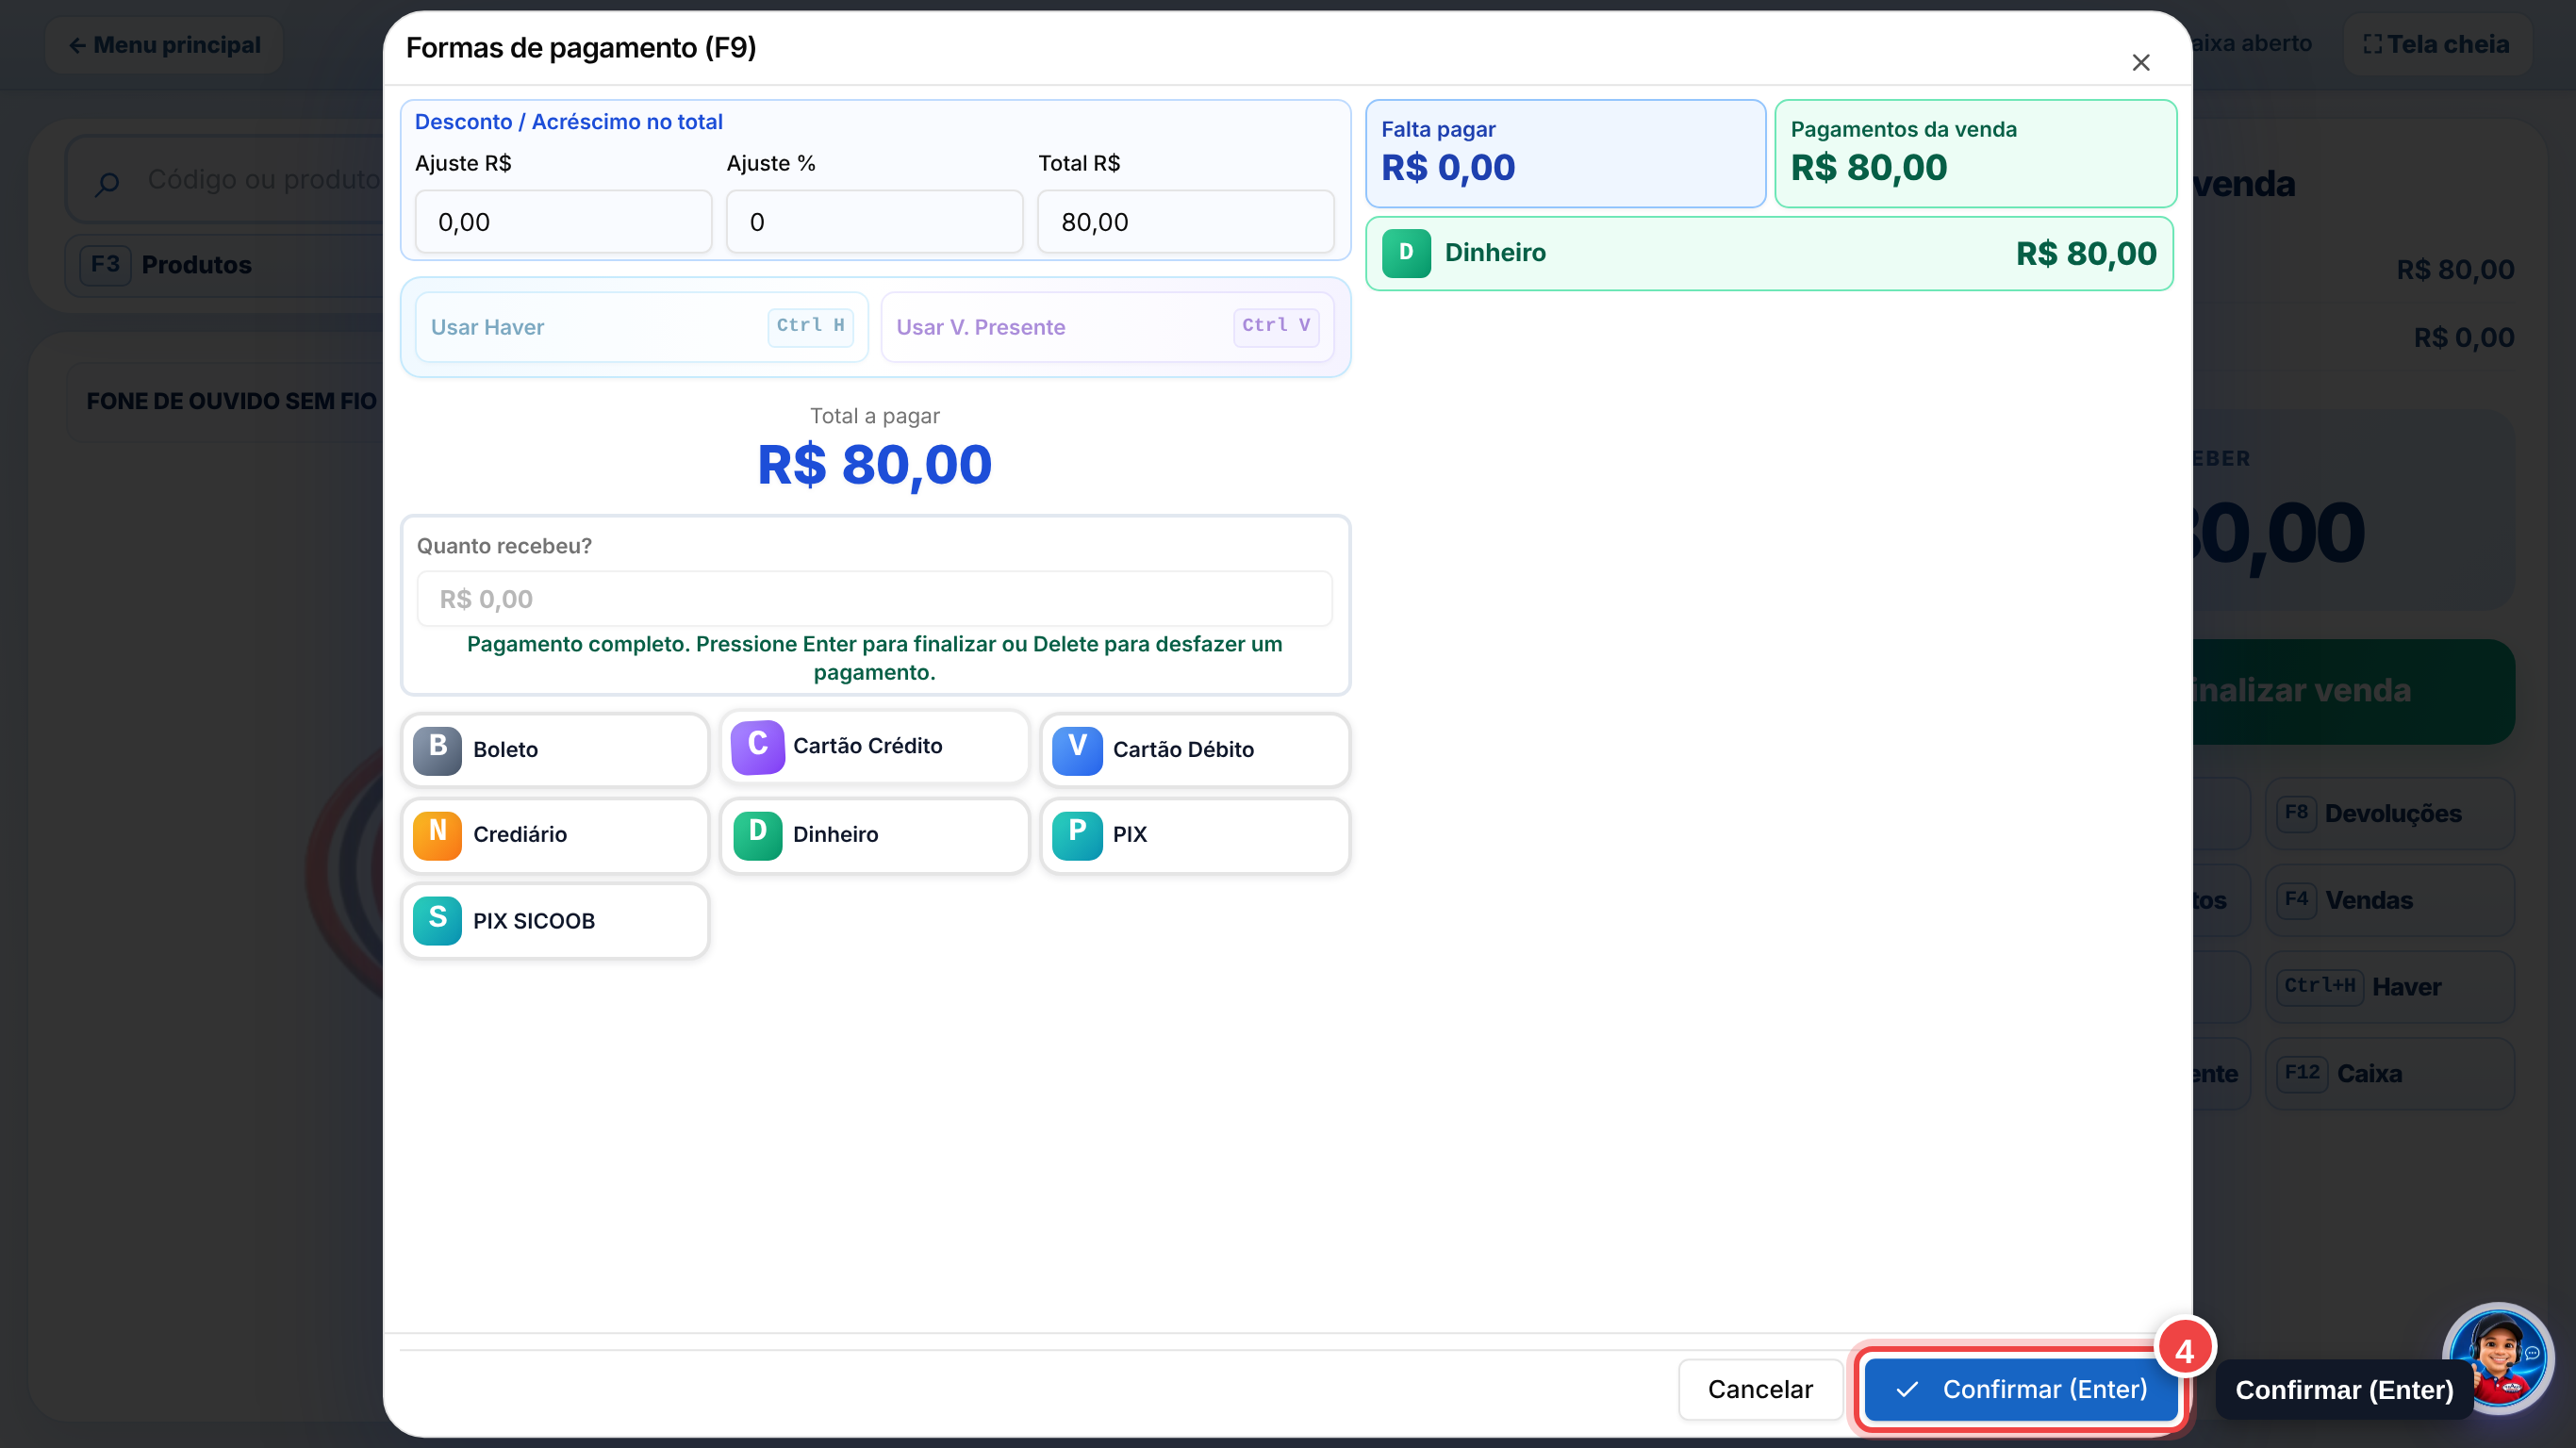 Menu principal
Formas de pagamento (F9)
aixa aberto
Tela cheia
Código ou produto
F3 Produtos
FONE DE OUVIDO SEM FIO
Desconto / Acréscimo no total
Ajuste R$
Ajuste %
Total R$
0,00
0
80,00
Usar Haver
Ctrl H
Usar V. Presente
Ctrl V
Total a pagar
R$ 80,00
Quanto recebeu?
R$ 0,00
Pagamento completo. Pressione Enter para finalizar ou Delete para desfazer um
pagamento.
B Boleto
C Cartão Crédito
V Cartão Débito
N Crediário
D Dinheiro
P PIX
S PIX SICOOB
Falta pagar
R$ 0,00
Pagamentos da venda
R$ 80,00
D Dinheiro
R$ 80,00
venda
R$ 80,00
R$ 0,00
EBER
80,00
inalizar venda
F8 Devoluções
tos
F4 Vendas
Ctrl+H Haver
ente
F12 Caixa
Cancelar
Confirmar (Enter)
4
Confirmar (Enter)